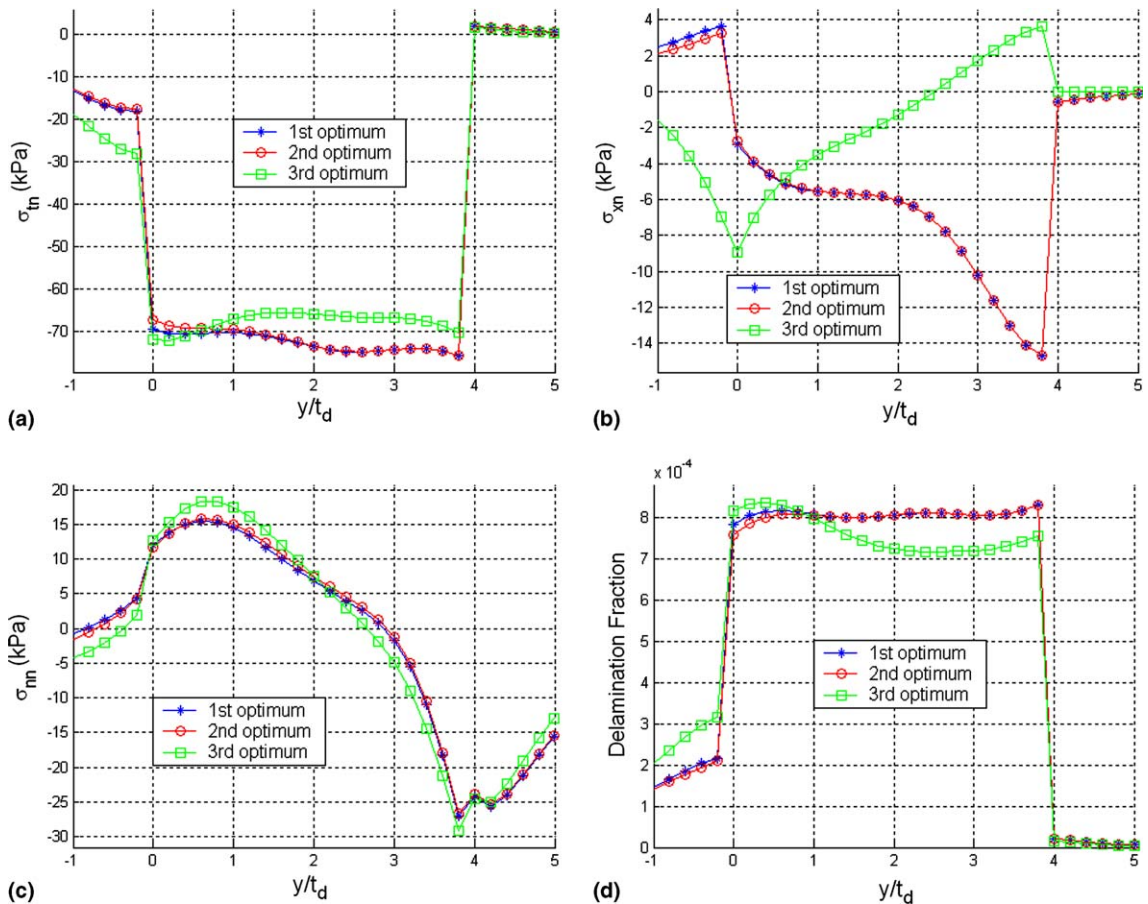 0
-10
-20
-30
-40
-50
-60
-70
-80
-1 0 1 2 3 4 5
σtn (kPa)
y/td
1st optimum
2nd optimum
3rd optimum
(a)
4
2
0
-2
-4
-6
-8
-10
-12
-14
-1 0 1 2 3 4 5
σxn (kPa)
y/td
1st optimum
2nd optimum
3rd optimum
(b)
20
15
10
5
0
-5
-10
-15
-20
-25
-30
-1 0 1 2 3 4 5
σnn (kPa)
y/td
1st optimum
2nd optimum
3rd optimum
(c)
x 10-4
9
8
7
6
5
4
3
2
1
0
-1 0 1 2 3 4 5
Delamination Fraction
y/td
1st optimum
2nd optimum
3rd optimum
(d)